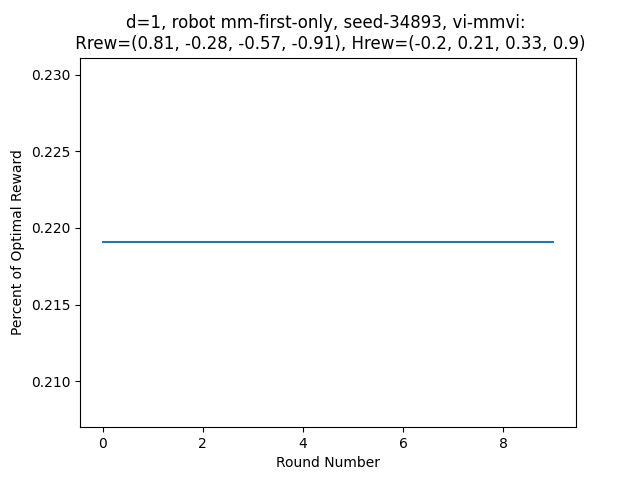 d=1, robot mm-first-only, seed-34893, vi-mmvi:
Rrew=(0.81, -0.28, -0.57, -0.91), Hrew=(-0.2, 0.21, 0.33, 0.9)
0.230
0.225
0.220
0.215
0.210
Percent of Optimal Reward
0 2 4 6 8
Round Number